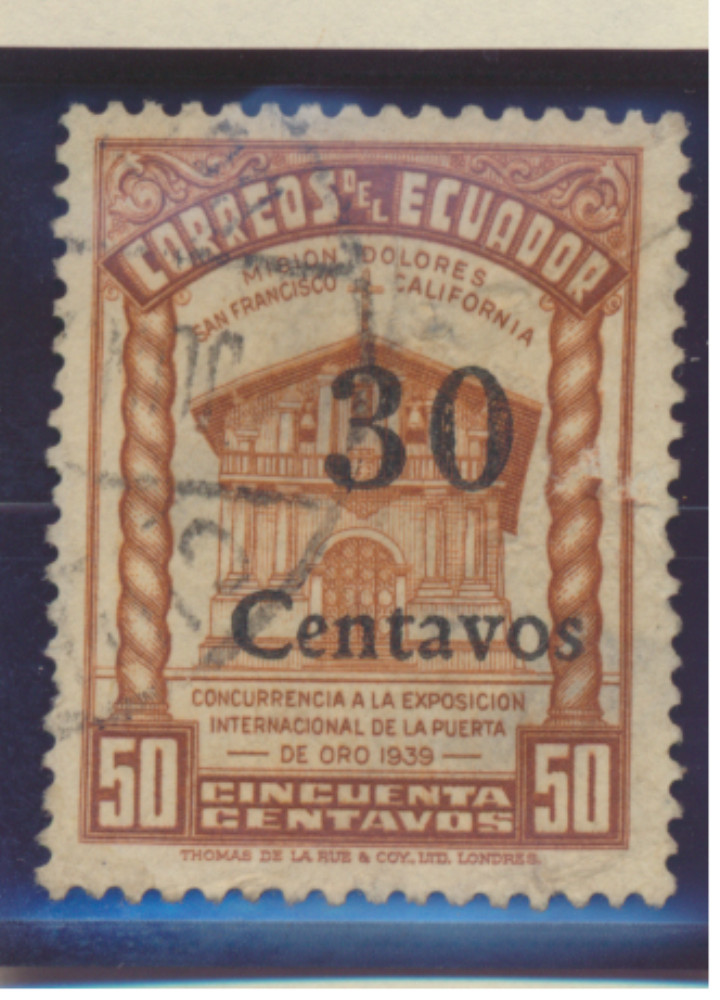 CORREOS DEL ECUADOR
MISION DOLORES
SAN FRANCISCO CALIFORNIA
30
Centavos
CONCURRENCIA A LA EXPOSICION
INTERNACIONAL DE LA PUERTA
— DE ORO 1939 —
50 CINCUENTA 50
CENTAVOS
THOMAS DE LA RUE & COY., LTD. LONDRES.